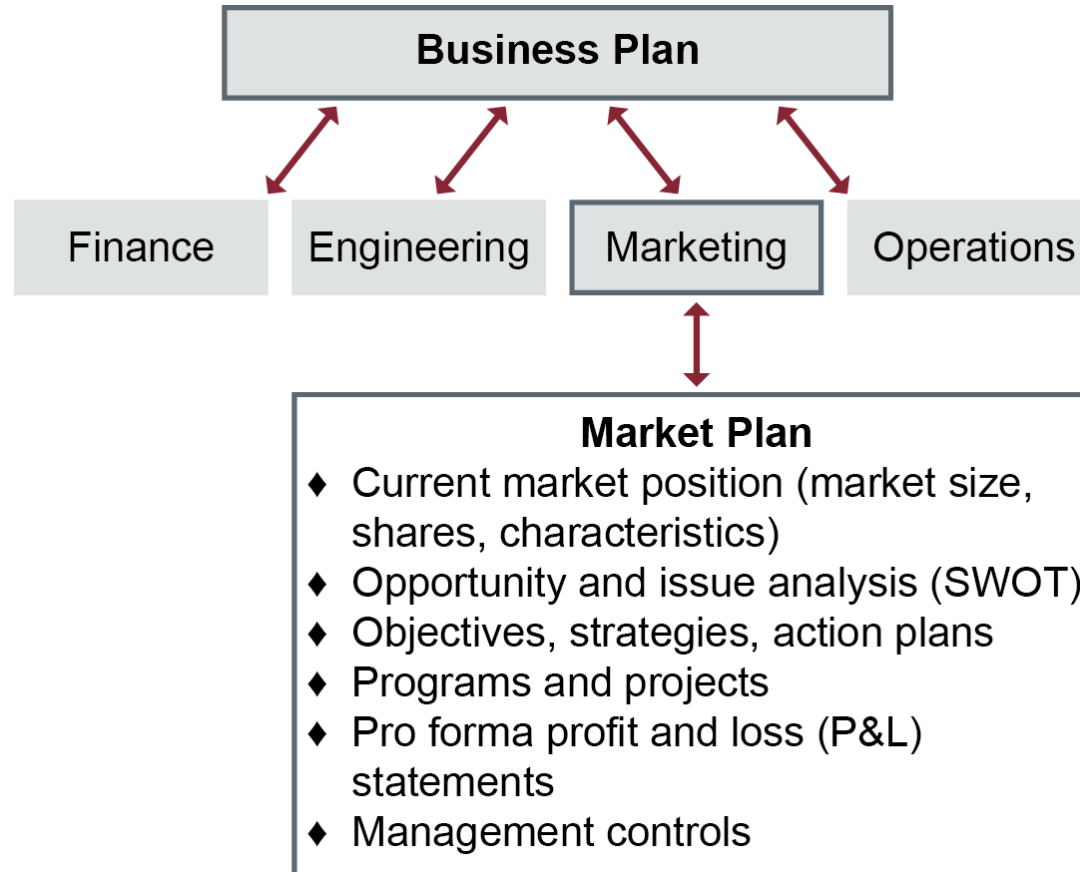 Business Plan
Finance
Engineering
Marketing
Operations
Market Plan
♦ Current market position (market size,
shares, characteristics)
♦ Opportunity and issue analysis (SWOT)
♦ Objectives, strategies, action plans
♦ Programs and projects
♦ Pro forma profit and loss (P&L)
statements
♦ Management controls